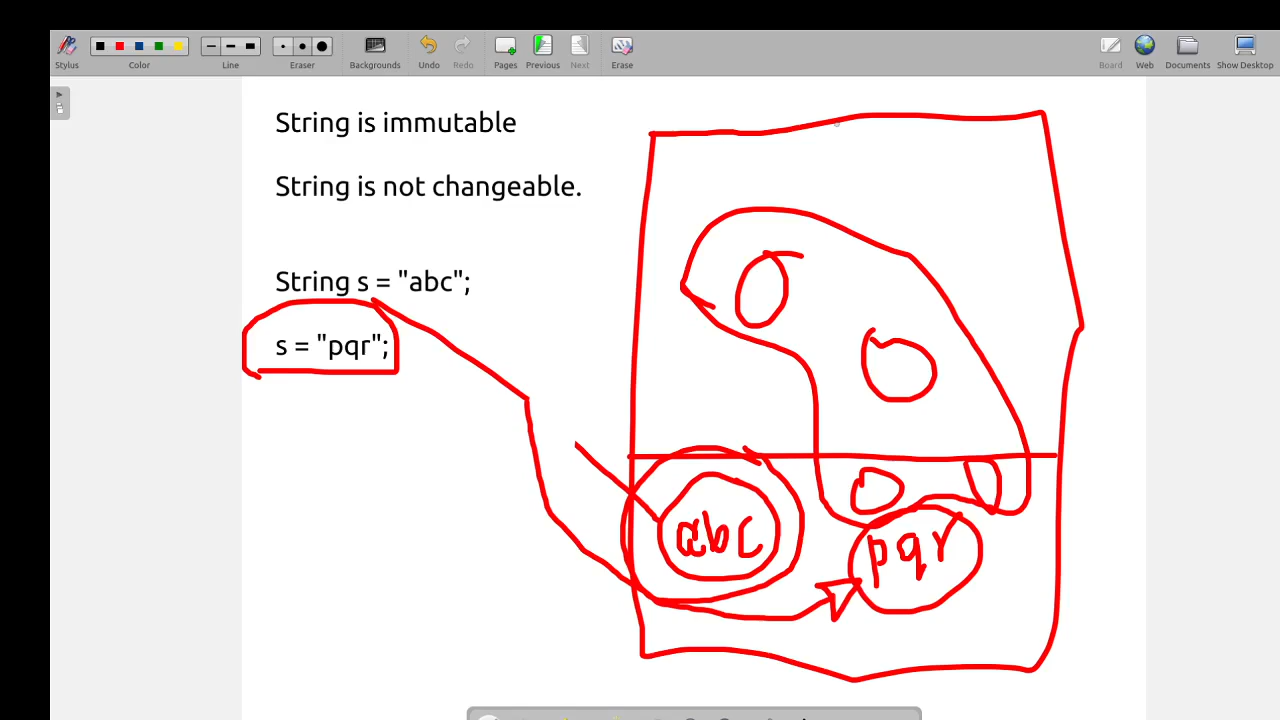 Stylus Color Line Eraser Backgrounds Undo Redo Pages Previous Next Erase Board Web Documents Show Desktop
String is immutable
String is not changeable.
String s = "abc";
s = "pqr";
abc pqr